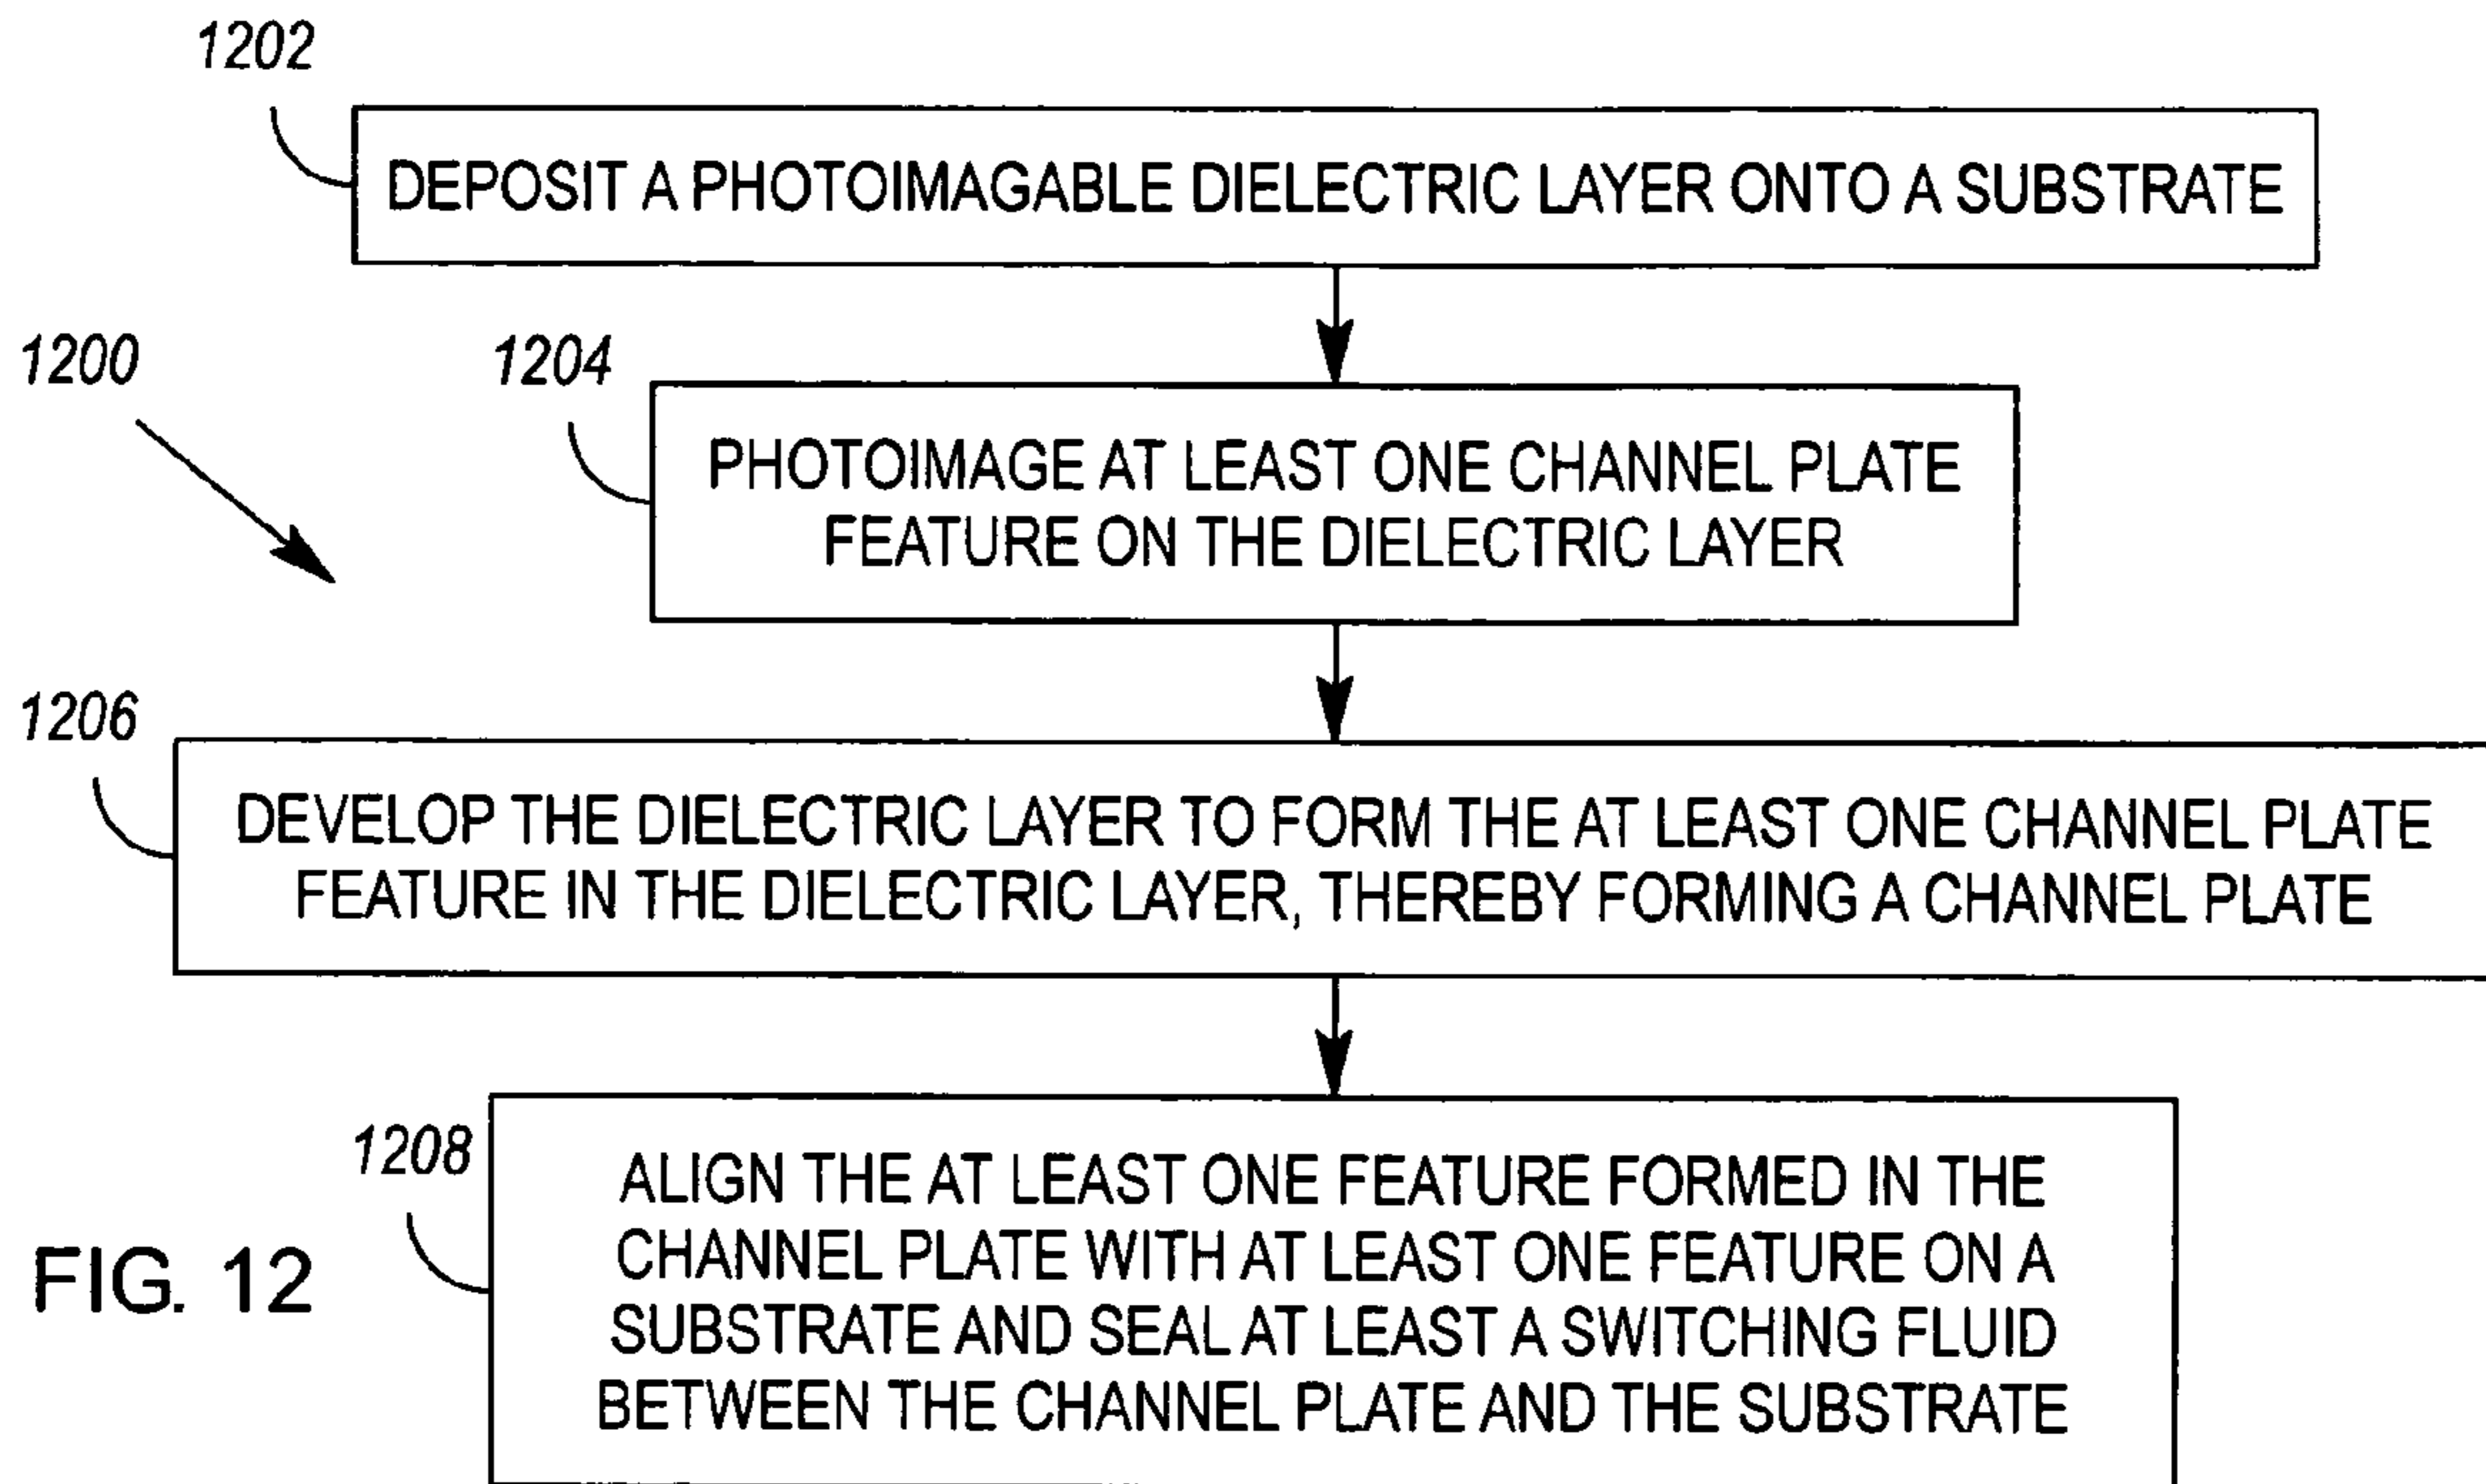 1202
DEPOSIT A PHOTOIMAGABLE DIELECTRIC LAYER ONTO A SUBSTRATE
1200
1204
PHOTOIMAGE AT LEAST ONE CHANNEL PLATE
FEATURE ON THE DIELECTRIC LAYER
1206
DEVELOP THE DIELECTRIC LAYER TO FORM THE AT LEAST ONE CHANNEL PLATE
FEATURE IN THE DIELECTRIC LAYER, THEREBY FORMING A CHANNEL PLATE
1208
ALIGN THE AT LEAST ONE FEATURE FORMED IN THE
CHANNEL PLATE WITH AT LEAST ONE FEATURE ON A
SUBSTRATE AND SEAL AT LEAST A SWITCHING FLUID
BETWEEN THE CHANNEL PLATE AND THE SUBSTRATE
FIG. 12